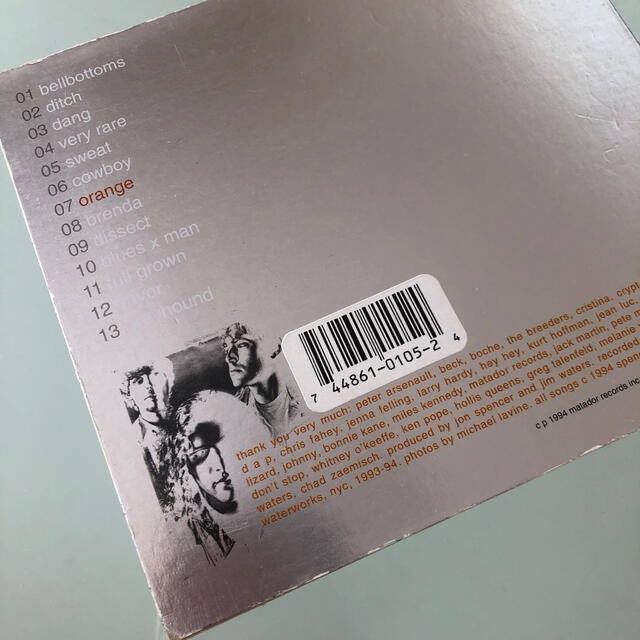 01 bellbottoms
02 ditch
03 dang
04 very rare
05 sweat
06 cowboy
07 orange
08 brenda
09 dissect
10 blues x man
11 full grown
12 flavor
13 greyhound
7 44861-0105-2 4
thank you very much: peter arsenault, beck, boche, the breeders, cristina, crypt
d a p, chris fahey, jenna felling, larry hardy, hey hey, kurt hoffman, jean luc
lizard, johnny, bonnie kane, miles kennedy, matador records, jack martin, pete m
don't stop, whitney o'keeffe, ken pope, hollis queens, greg talenfeld, melanie
waters, chad zaemisch. produced by jon spencer and jim waters. recorded
waterworks, nyc, 1993-94. photos by michael lavine. all songs c 1994 spen
c p 1994 matador records inc